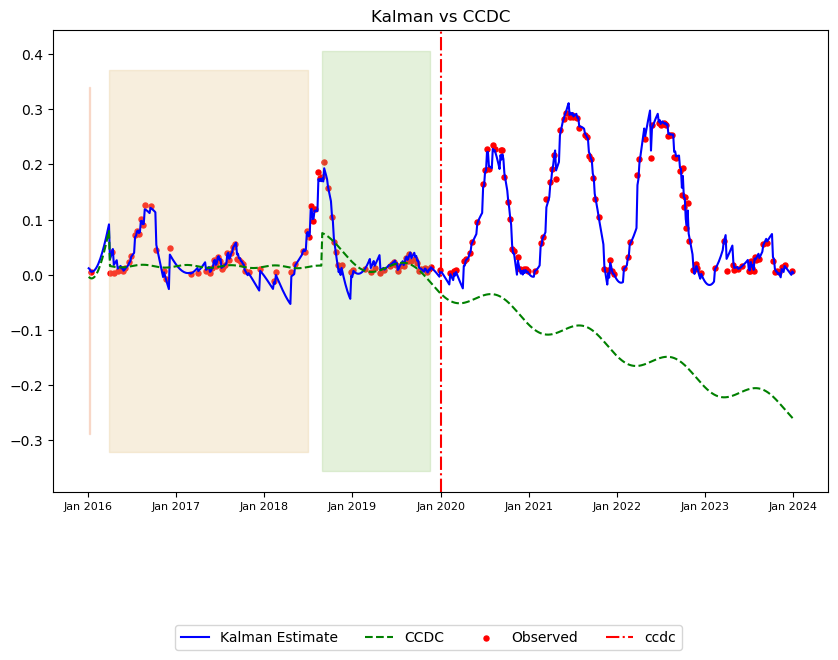 Kalman vs CCDC
0.4
0.3
0.2
0.1
0.0
−0.1
−0.2
−0.3
Jan 2016 Jan 2017 Jan 2018 Jan 2019 Jan 2020 Jan 2021 Jan 2022 Jan 2023 Jan 2024
Kalman Estimate CCDC Observed ccdc